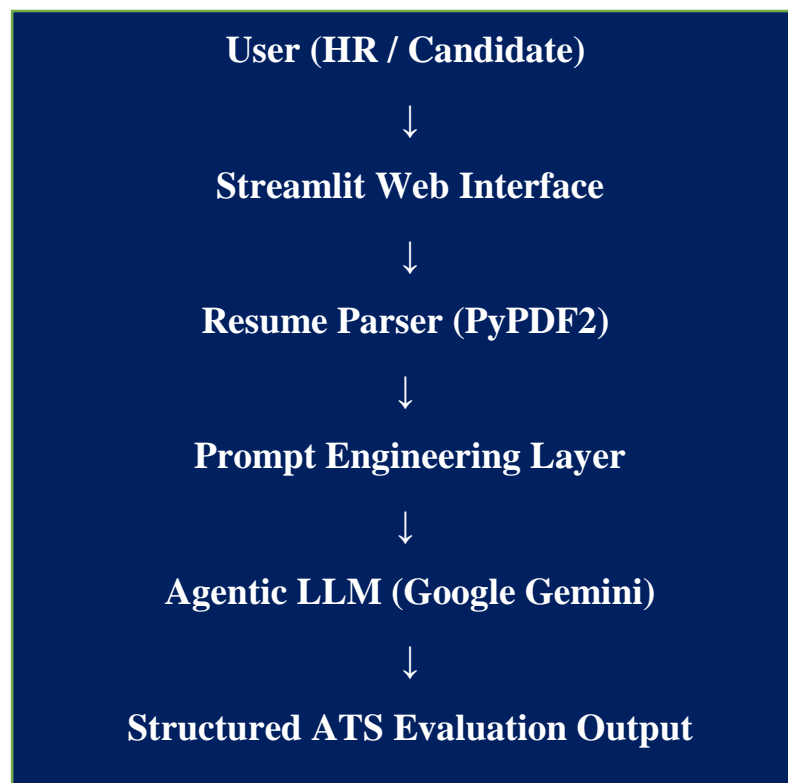 User (HR / Candidate)
↓
Streamlit Web Interface
↓
Resume Parser (PyPDF2)
↓
Prompt Engineering Layer
↓
Agentic LLM (Google Gemini)
↓
Structured ATS Evaluation Output